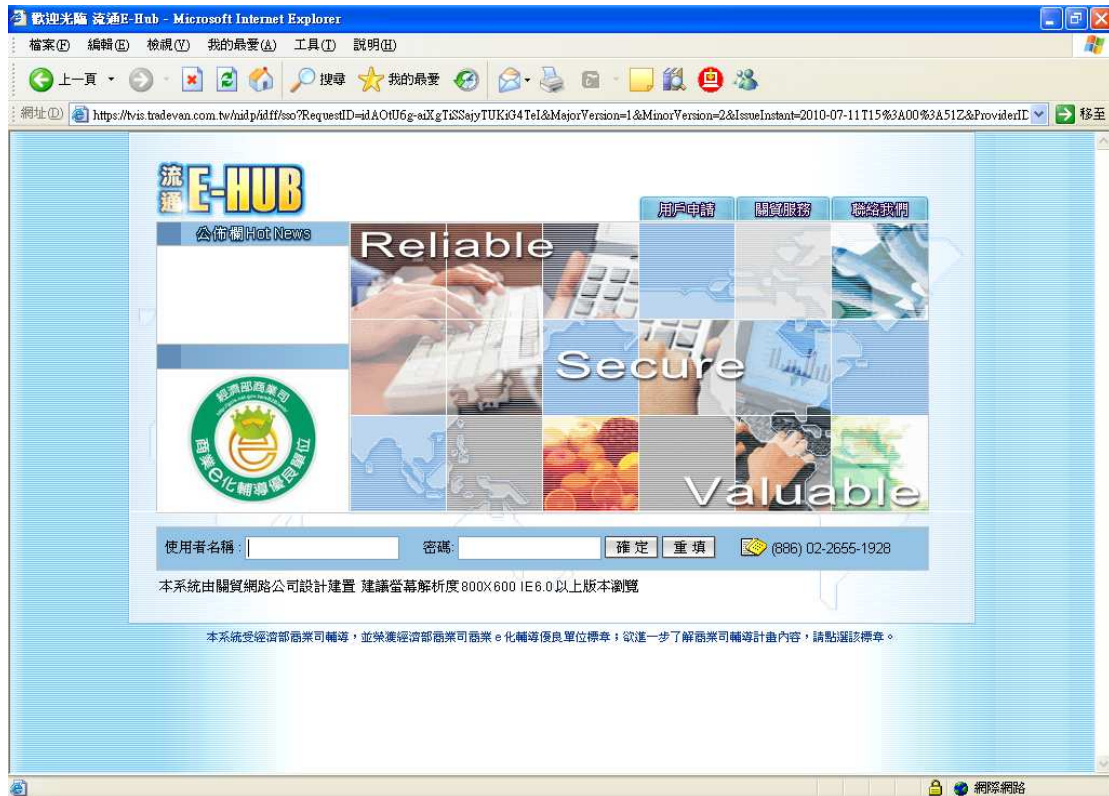 歡迎光臨 流通E-Hub - Microsoft Internet Explorer
檔案(F) 編輯(E) 檢視(V) 我的最愛(A) 工具(T) 說明(H)
上一頁 搜尋 我的最愛
網址(D) https://tvis.tradevan.com.tw/nidp/idff/sso?RequestID=idAOtU6g-aiXgTiSSajyTUKiG4TeI&MajorVersion=1&MinorVersion=2&IssueInstant=2010-07-11T15%3A00%3A51Z&ProviderID 移至
流通 E-HUB
用戶申請 關貿服務 聯絡我們
公佈欄 Hot News
Reliable
Secure
Valuable
經濟部商業司
商業e化輔導優良單位
使用者名稱: 密碼: 確定 重填 (886) 02-2655-1928
本系統由關貿網路公司設計建置 建議螢幕解析度800X600 IE6.0以上版本瀏覽
本系統受經濟部商業司輔導,並榮獲經濟部商業司商業e化輔導優良單位標章;欲進一步了解商業司輔導計畫內容,請點選該標章。
網際網路